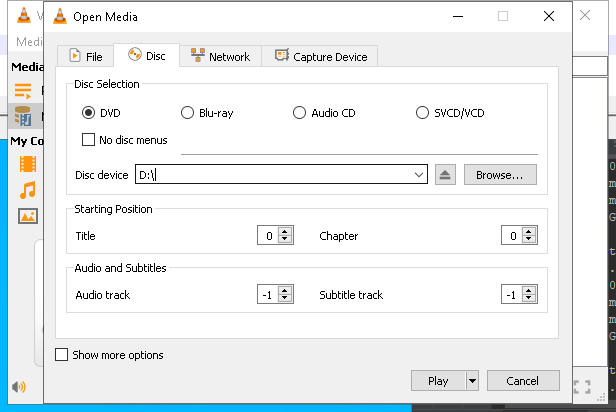 Open Media
Medi
File
Disc
Network
Capture Device
Media
Disc Selection
DVD
Blu-ray
Audio CD
SVCD/VCD
No disc menus
My Co
Disc device
D:\
Browse...
Starting Position
Title
0
Chapter
0
Audio and Subtitles
Audio track
-1
Subtitle track
-1
Show more options
Play
Cancel